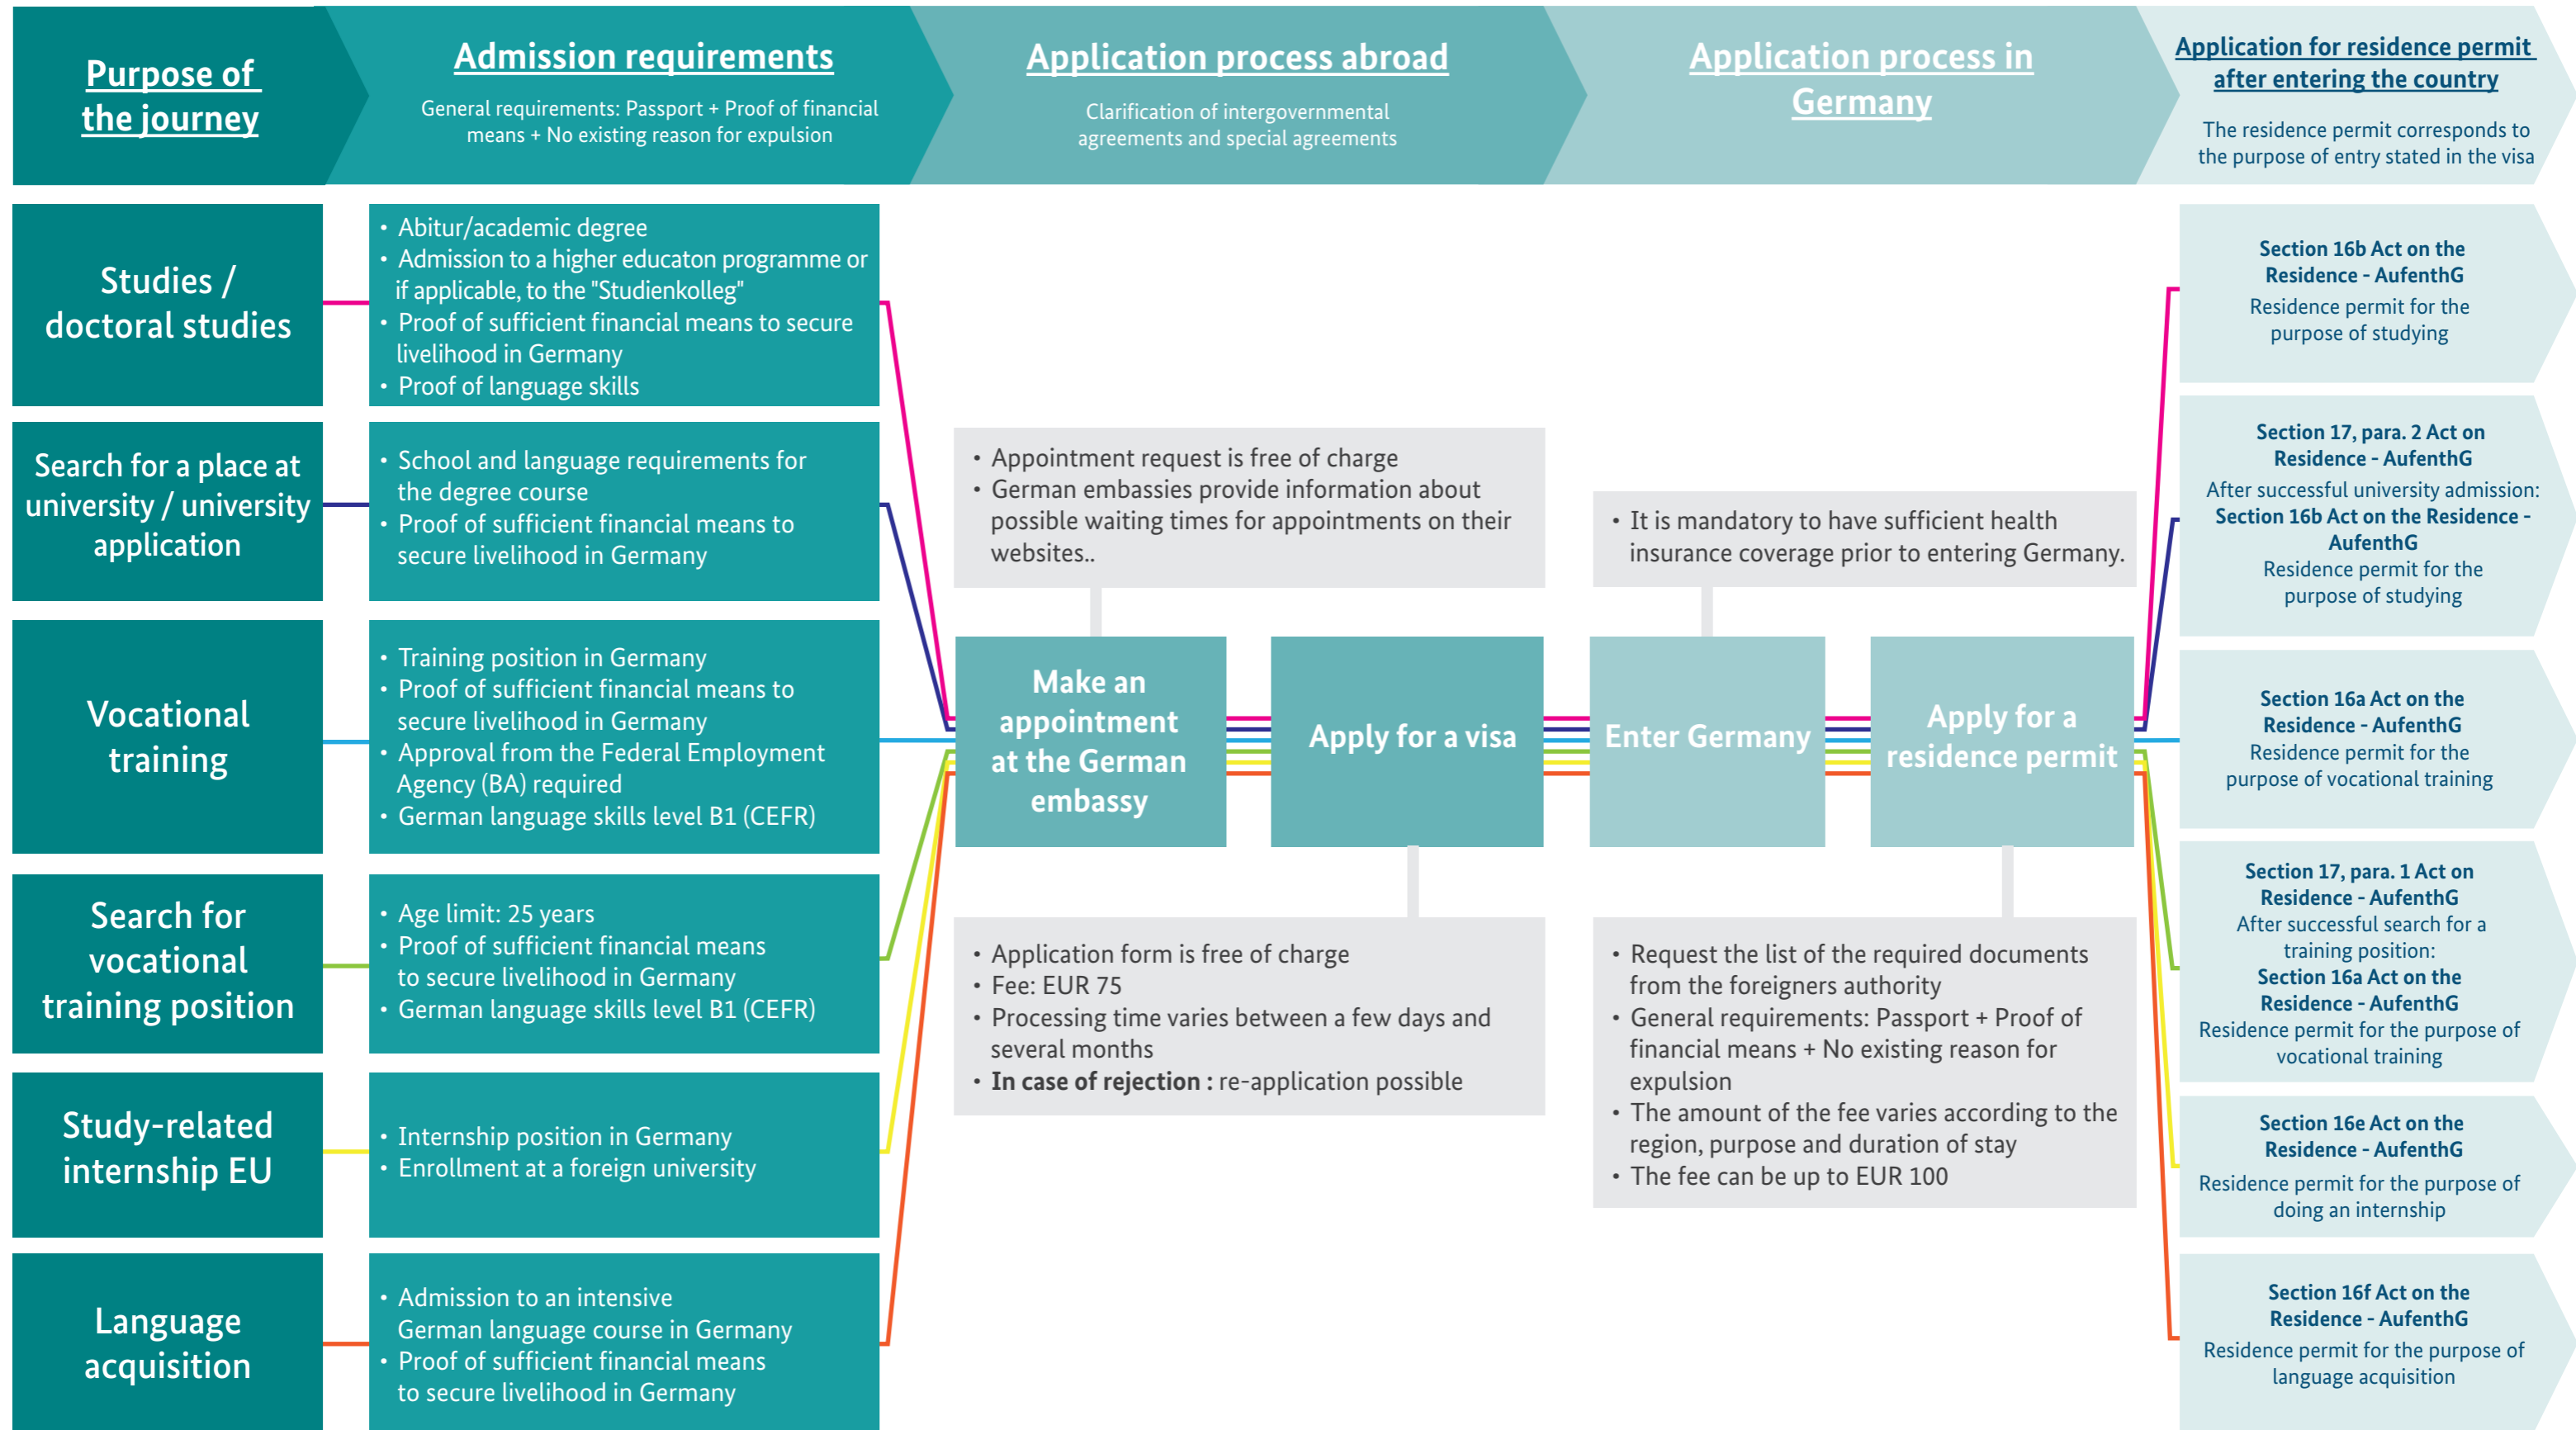 Purpose of
the journey
Admission requirements
General requirements: Passport + Proof of financial
means + No existing reason for expulsion
Application process abroad
Clarification of intergovernmental
agreements and special agreements
Application process in
Germany
Application for residence permit
after entering the country
The residence permit corresponds to
the purpose of entry stated in the visa
Studies /
doctoral studies
• Abitur/academic degree
• Admission to a higher educaton programme or
if applicable, to the "Studienkolleg"
• Proof of sufficient financial means to secure
livelihood in Germany
• Proof of language skills
Search for a place at
university / university
application
• School and language requirements for
the degree course
• Proof of sufficient financial means to
secure livelihood in Germany
Vocational
training
• Training position in Germany
• Proof of sufficient financial means to
secure livelihood in Germany
• Approval from the Federal Employment
Agency (BA) required
• German language skills level B1 (CEFR)
Search for
vocational
training position
• Age limit: 25 years
• Proof of sufficient financial means
to secure livelihood in Germany
• German language skills level B1 (CEFR)
Study-related
internship EU
• Internship position in Germany
• Enrollment at a foreign university
Language
acquisition
• Admission to an intensive
German language course in Germany
• Proof of sufficient financial means
to secure livelihood in Germany
• Appointment request is free of charge
• German embassies provide information about
possible waiting times for appointments on their
websites..
Make an
appointment
at the German
embassy
Apply for a visa
• Application form is free of charge
• Fee: EUR 75
• Processing time varies between a few days and
several months
• In case of rejection : re-application possible
• It is mandatory to have sufficient health
insurance coverage prior to entering Germany.
Enter Germany
Apply for a
residence permit
• Request the list of the required documents
from the foreigners authority
• General requirements: Passport + Proof of
financial means + No existing reason for
expulsion
• The amount of the fee varies according to the
region, purpose and duration of stay
• The fee can be up to EUR 100
Section 16b Act on the
Residence - AufenthG
Residence permit for the
purpose of studying
Section 17, para. 2 Act on
Residence - AufenthG
After successful university admission:
Section 16b Act on the Residence -
AufenthG
Residence permit for the
purpose of studying
Section 16a Act on the
Residence - AufenthG
Residence permit for the
purpose of vocational training
Section 17, para. 1 Act on
Residence - AufenthG
After successful search for a
training position:
Section 16a Act on the
Residence - AufenthG
Residence permit for the purpose of
vocational training
Section 16e Act on the
Residence - AufenthG
Residence permit for the purpose of
doing an internship
Section 16f Act on the
Residence - AufenthG
Residence permit for the purpose of
language acquisition